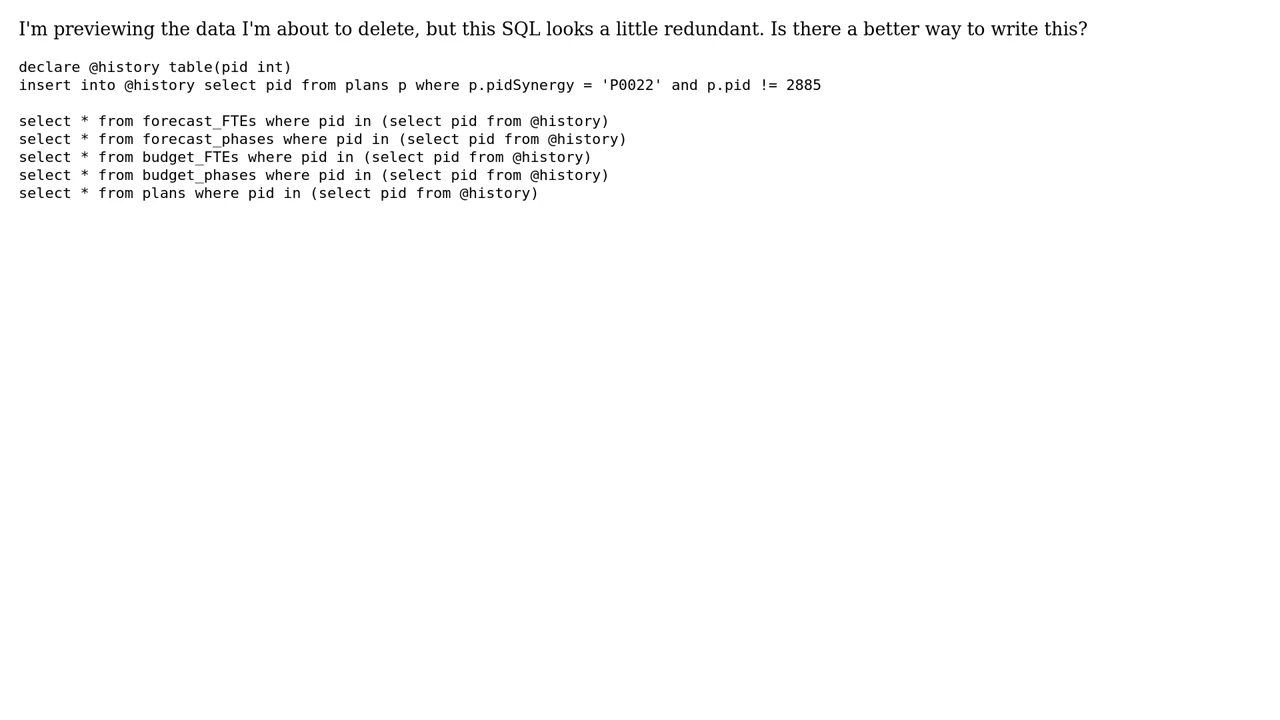 I'm previewing the data I'm about to delete, but this SQL looks a little redundant. Is there a better way to write this?
declare @history table(pid int)
insert into @history select pid from plans p where p.pidSynergy = 'P0022' and p.pid != 2885
select * from forecast_FTEs where pid in (select pid from @history)
select * from forecast_phases where pid in (select pid from @history)
select * from budget_FTEs where pid in (select pid from @history)
select * from budget_phases where pid in (select pid from @history)
select * from plans where pid in (select pid from @history)